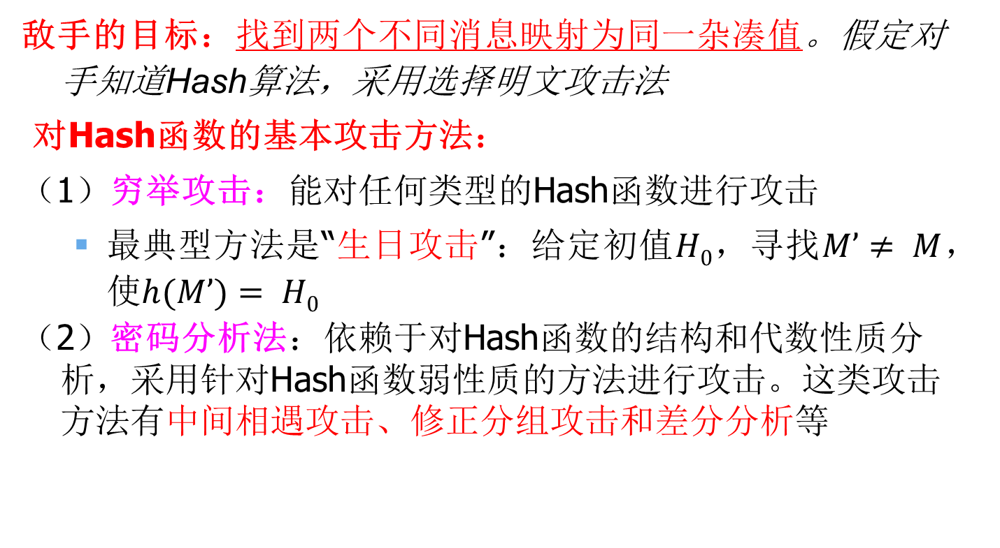 敌手的目标：找到两个不同消息映射为同一杂凑值。假定对
手知道Hash算法，采用选择明文攻击法
对Hash函数的基本攻击方法：
（1）穷举攻击：能对任何类型的Hash函数进行攻击
▪ 最典型方法是“生日攻击”：给定初值𝐻₀，寻找𝑀’ ≠ 𝑀，
使ℎ(𝑀’) = 𝐻₀
（2）密码分析法：依赖于对Hash函数的结构和代数性质分
析，采用针对Hash函数弱性质的方法进行攻击。这类攻击
方法有中间相遇攻击、修正分组攻击和差分分析等